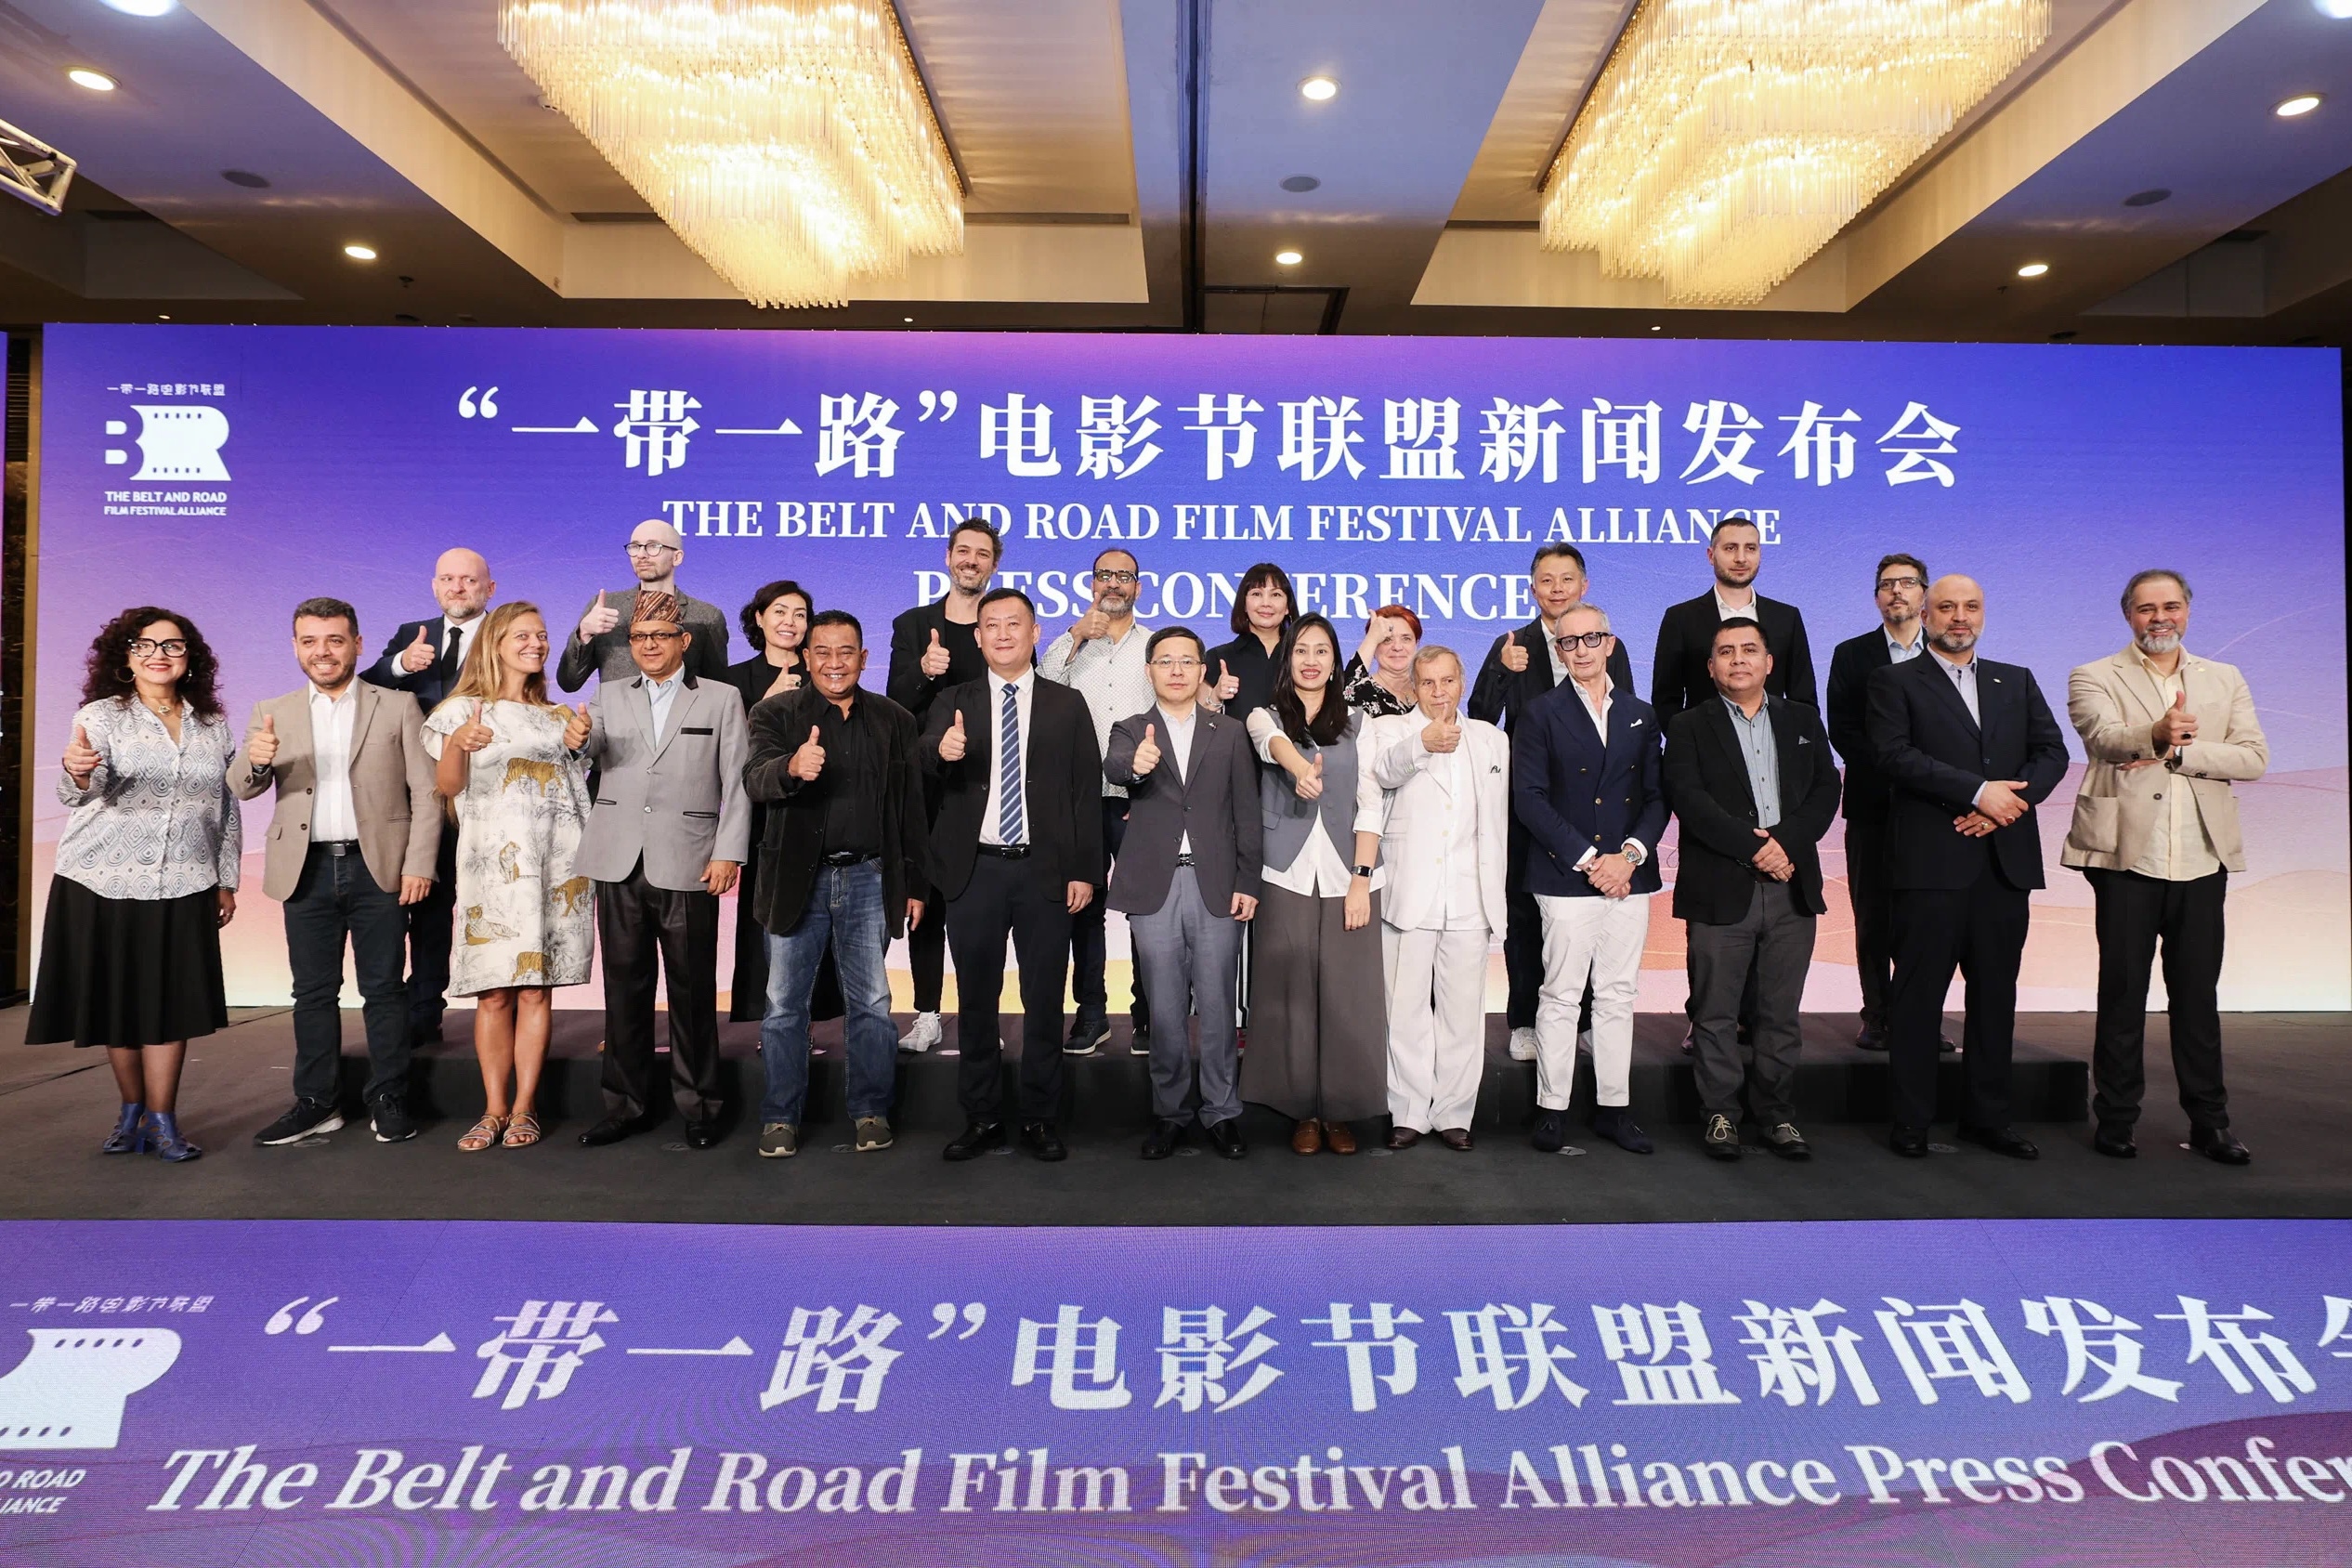 一带一路电影节联盟
BR
THE BELT AND ROAD
FILM FESTIVAL ALLIANCE
“一带一路”电影节联盟新闻发布会
THE BELT AND ROAD FILM FESTIVAL ALLIANCE
PRESS CONFERENCE
一带一路电影节联盟
ROAD
“一带一路”电影节联盟新闻发布
The Belt and Road Film Festival Alliance Press Confe